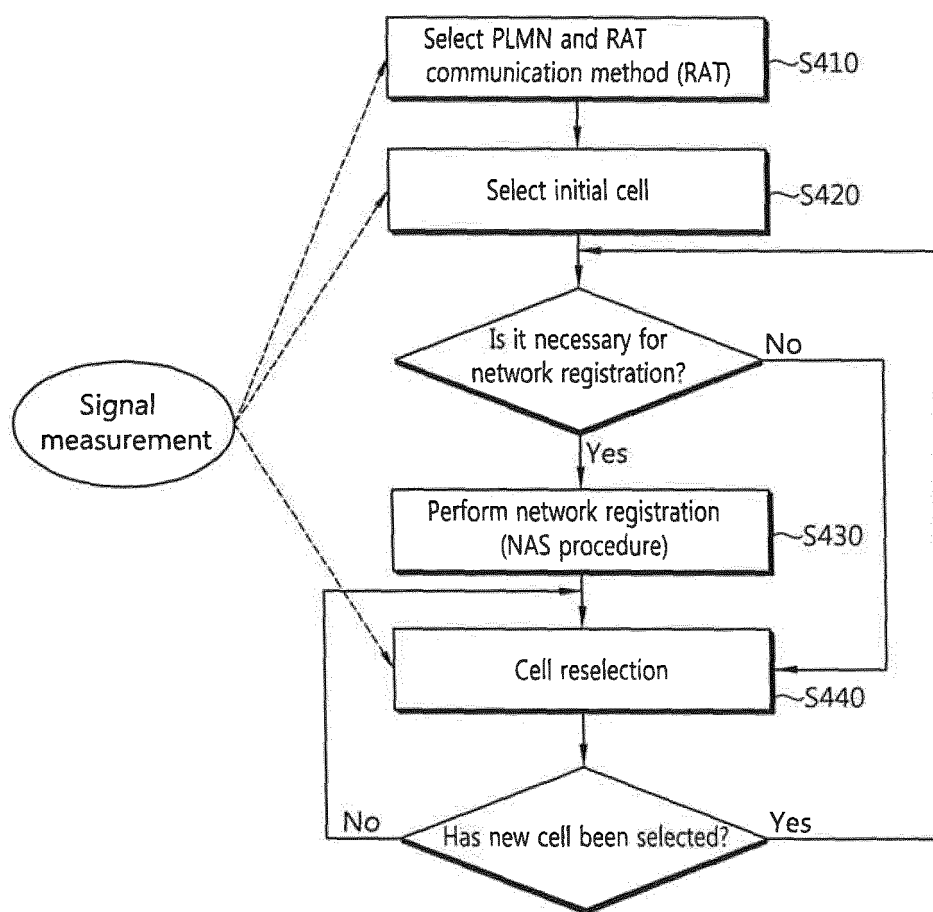 Select PLMN and RAT
communication method (RAT)
S410
Select initial cell
S420
Is it necessary for
network registration?
No
Yes
Signal
measurement
Perform network registration
(NAS procedure)
S430
Cell reselection
S440
No
Has new cell been selected?
Yes